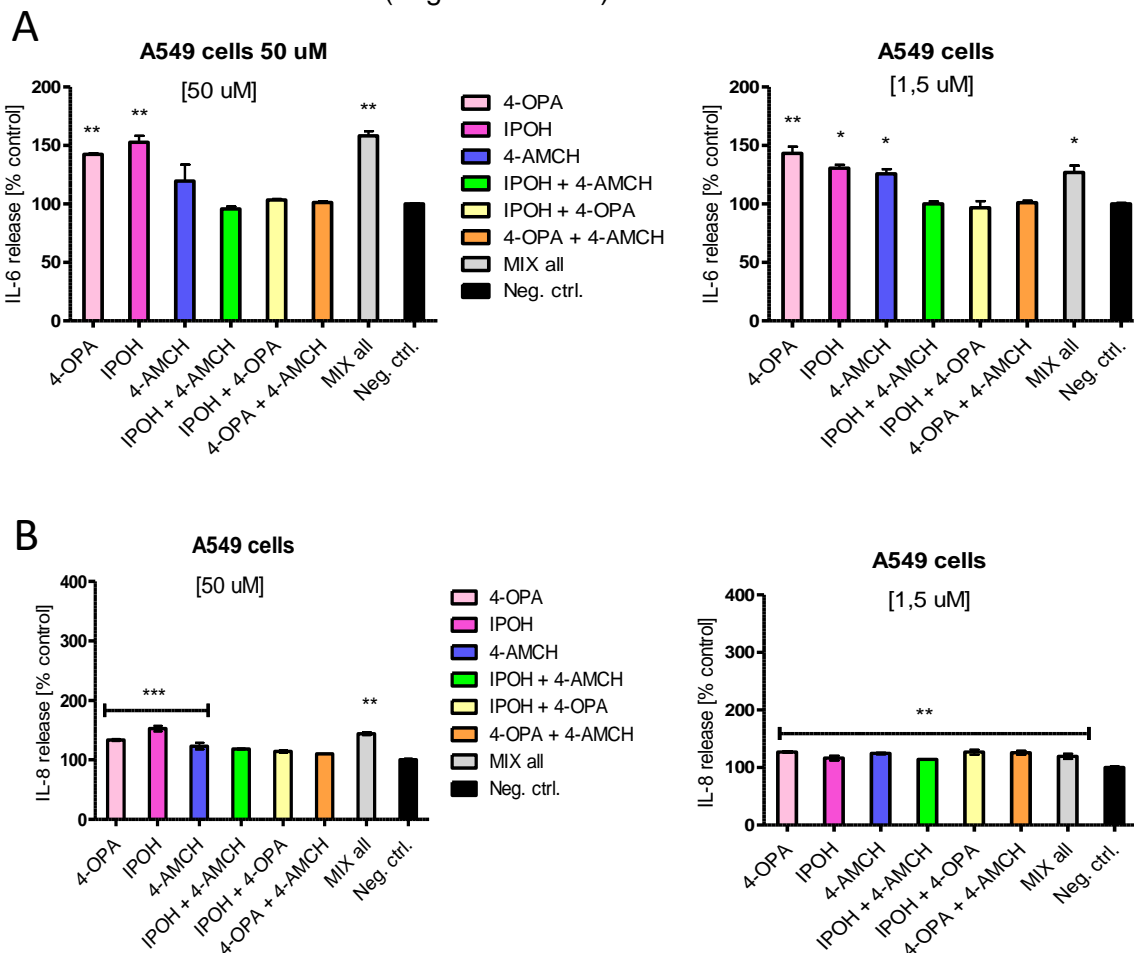 A
A549 cells 50 uM
[50 uM]
IL-6 release [% control]
200
150
100
50
0
** ** **
4-OPA
IPOH
4-AMCH
IPOH + 4-AMCH
IPOH + 4-OPA
4-OPA + 4-AMCH
MIX all
Neg. ctrl.
4-OPA
IPOH
4-AMCH
IPOH + 4-AMCH
IPOH + 4-OPA
4-OPA + 4-AMCH
MIX all
Neg. ctrl.
A549 cells
[1,5 uM]
IL-6 release [% control]
200
150
100
50
0
** * * *
4-OPA
IPOH
4-AMCH
IPOH + 4-AMCH
IPOH + 4-OPA
4-OPA + 4-AMCH
MIX all
Neg. ctrl.
B
A549 cells
[50 uM]
IL-8 release [% control]
400
300
200
100
0
*** **
4-OPA
IPOH
4-AMCH
IPOH + 4-AMCH
IPOH + 4-OPA
4-OPA + 4-AMCH
MIX all
Neg. ctrl.
4-OPA
IPOH
4-AMCH
IPOH + 4-AMCH
IPOH + 4-OPA
4-OPA + 4-AMCH
MIX all
Neg. ctrl.
A549 cells
[1,5 uM]
IL-8 release [% control]
400
300
200
100
0
**
4-OPA
IPOH
4-AMCH
IPOH + 4-AMCH
IPOH + 4-OPA
4-OPA + 4-AMCH
MIX all
Neg. ctrl.